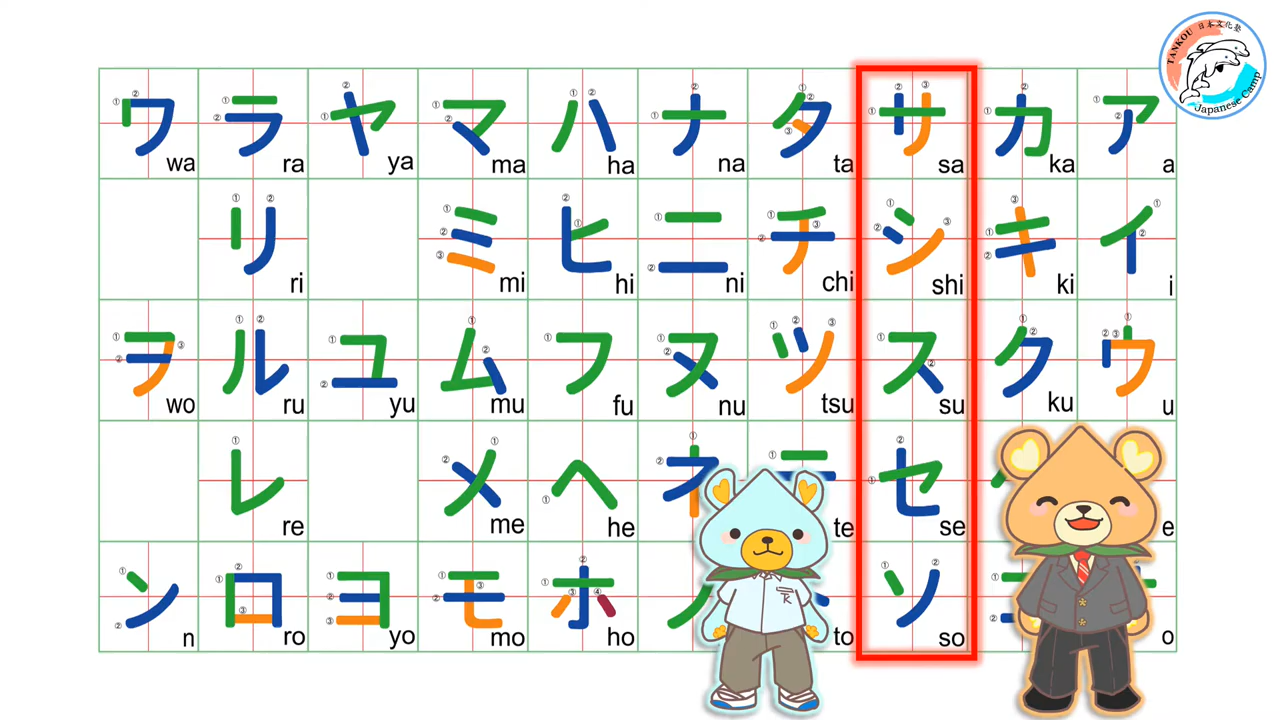 TANKOU 日本文化塾
Japanese Camp
ワ ラ ヤ マ ハ ナ タ サ カ ア
wa ra ya ma ha na ta sa ka a
リ ミ ヒ ニ チ シ キ イ
ri mi hi ni chi shi ki i
ヲ ル ユ ム フ ヌ ツ ス ク ウ
wo ru yu mu fu nu tsu su ku u
レ メ ヘ ネ セ
re me he te se e
ン ロ ヨ モ ホ ソ
n ro yo mo ho to so o